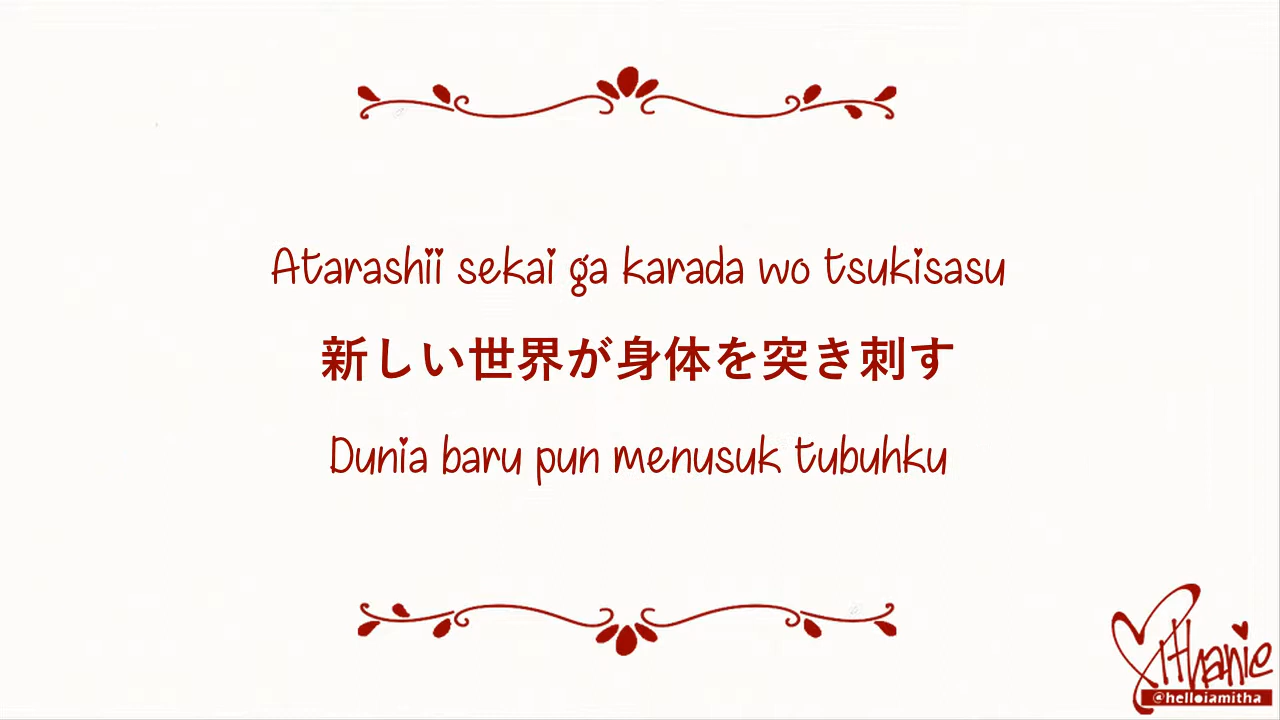 Atarashii sekai ga karada wo tsukisasu
新しい世界が身体を突き刺す
Dunia baru pun menusuk tubuhku
Mithanie
@helloiamitha